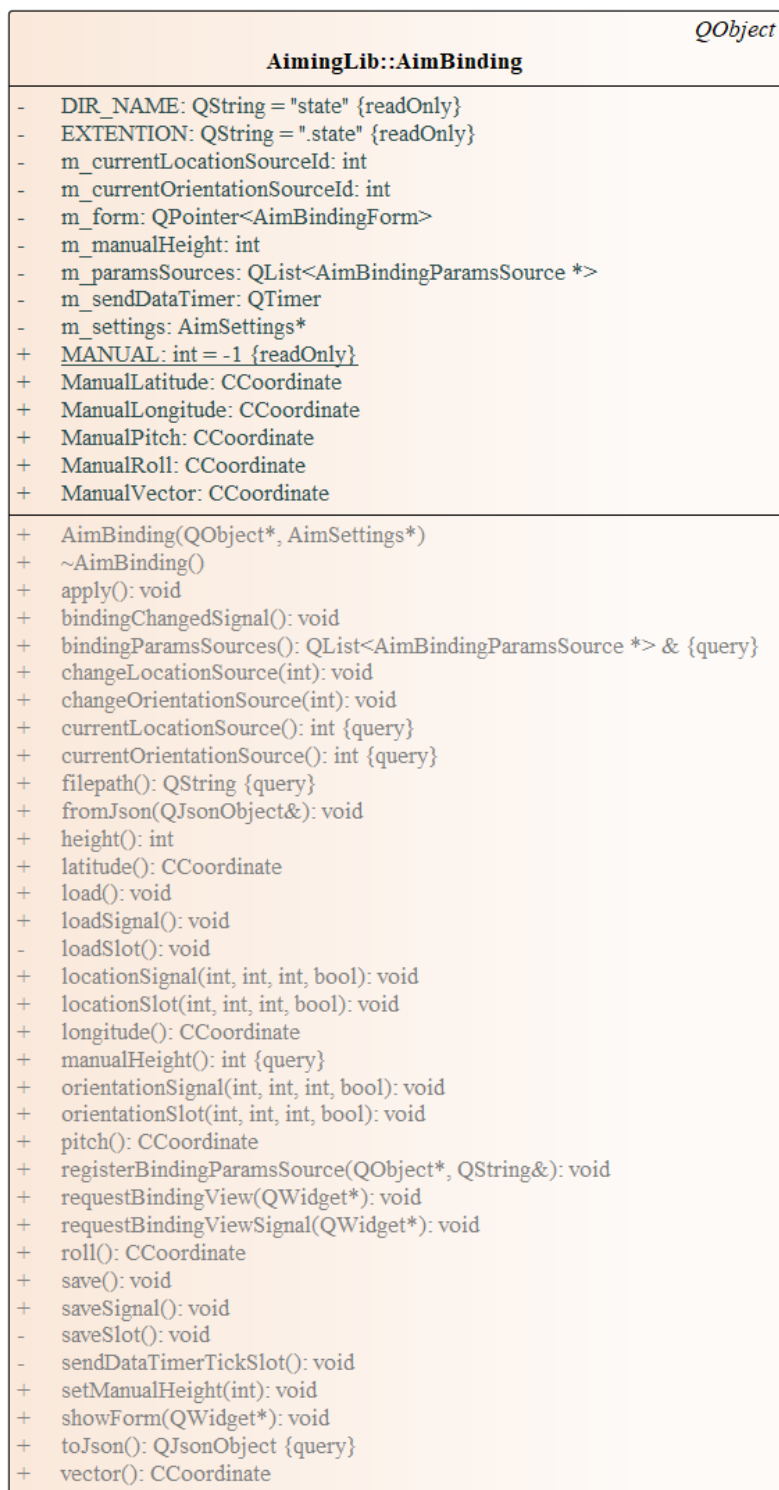 QObject
AimingLib::AimBinding
- DIR_NAME: QString = "state" {readOnly}
- EXTENTION: QString = ".state" {readOnly}
- m_currentLocationSourceId: int
- m_currentOrientationSourceId: int
- m_form: QPointer<AimBindingForm>
- m_manualHeight: int
- m_paramsSources: QList<AimBindingParamsSource *>
- m_sendDataTimer: QTimer
- m_settings: AimSettings*
+ MANUAL: int = -1 {readOnly}
+ ManualLatitude: CCoordinate
+ ManualLongitude: CCoordinate
+ ManualPitch: CCoordinate
+ ManualRoll: CCoordinate
+ ManualVector: CCoordinate
+ AimBinding(QObject*, AimSettings*)
+ ~AimBinding()
+ apply(): void
+ bindingChangedSignal(): void
+ bindingParamsSources(): QList<AimBindingParamsSource *> & {query}
+ changeLocationSource(int): void
+ changeOrientationSource(int): void
+ currentLocationSource(): int {query}
+ currentOrientationSource(): int {query}
+ filepath(): QString {query}
+ fromJson(QJsonObject&): void
+ height(): int
+ latitude(): CCoordinate
+ load(): void
+ loadSignal(): void
- loadSlot(): void
+ locationSignal(int, int, int, bool): void
+ locationSlot(int, int, int, bool): void
+ longitude(): CCoordinate
+ manualHeight(): int {query}
+ orientationSignal(int, int, int, bool): void
+ orientationSlot(int, int, int, bool): void
+ pitch(): CCoordinate
+ registerBindingParamsSource(QObject*, QString&): void
+ requestBindingView(QWidget*): void
+ requestBindingViewSignal(QWidget*): void
+ roll(): CCoordinate
+ save(): void
+ saveSignal(): void
- saveSlot(): void
- sendDataTimerTickSlot(): void
+ setManualHeight(int): void
+ showForm(QWidget*): void
+ toJson(): QJsonObject {query}
+ vector(): CCoordinate